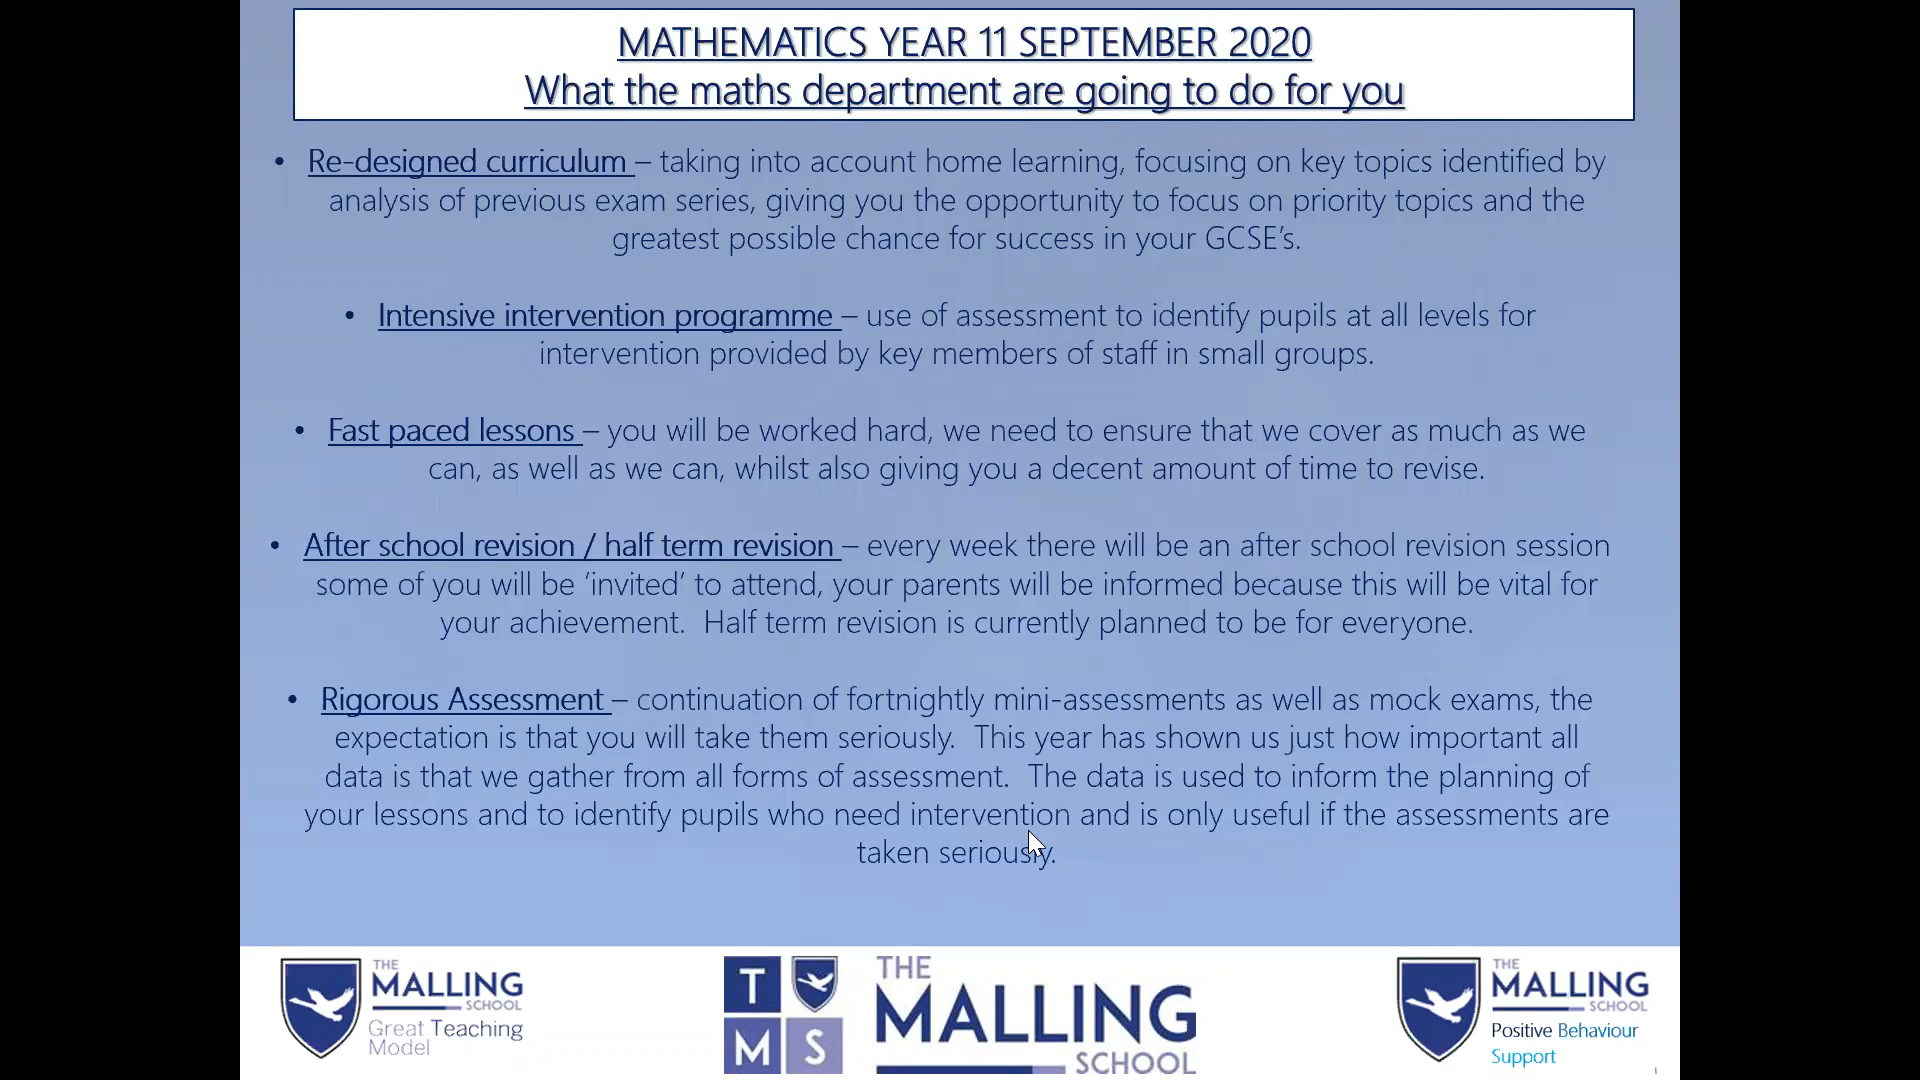 MATHEMATICS YEAR 11 SEPTEMBER 2020
What the maths department are going to do for you
• Re-designed curriculum – taking into account home learning, focusing on key topics identified by
analysis of previous exam series, giving you the opportunity to focus on priority topics and the
greatest possible chance for success in your GCSE's.
• Intensive intervention programme – use of assessment to identify pupils at all levels for
intervention provided by key members of staff in small groups.
• Fast paced lessons – you will be worked hard, we need to ensure that we cover as much as we
can, as well as we can, whilst also giving you a decent amount of time to revise.
• After school revision / half term revision – every week there will be an after school revision session
some of you will be 'invited' to attend, your parents will be informed because this will be vital for
your achievement.  Half term revision is currently planned to be for everyone.
• Rigorous Assessment – continuation of fortnightly mini-assessments as well as mock exams, the
expectation is that you will take them seriously.  This year has shown us just how important all
data is that we gather from all forms of assessment.  The data is used to inform the planning of
your lessons and to identify pupils who need intervention and is only useful if the assessments are
taken seriously.
THE
MALLING
SCHOOL
Great Teaching
Model
T
M S
THE
MALLING
SCHOOL
THE
MALLING
SCHOOL
Positive Behaviour
Support